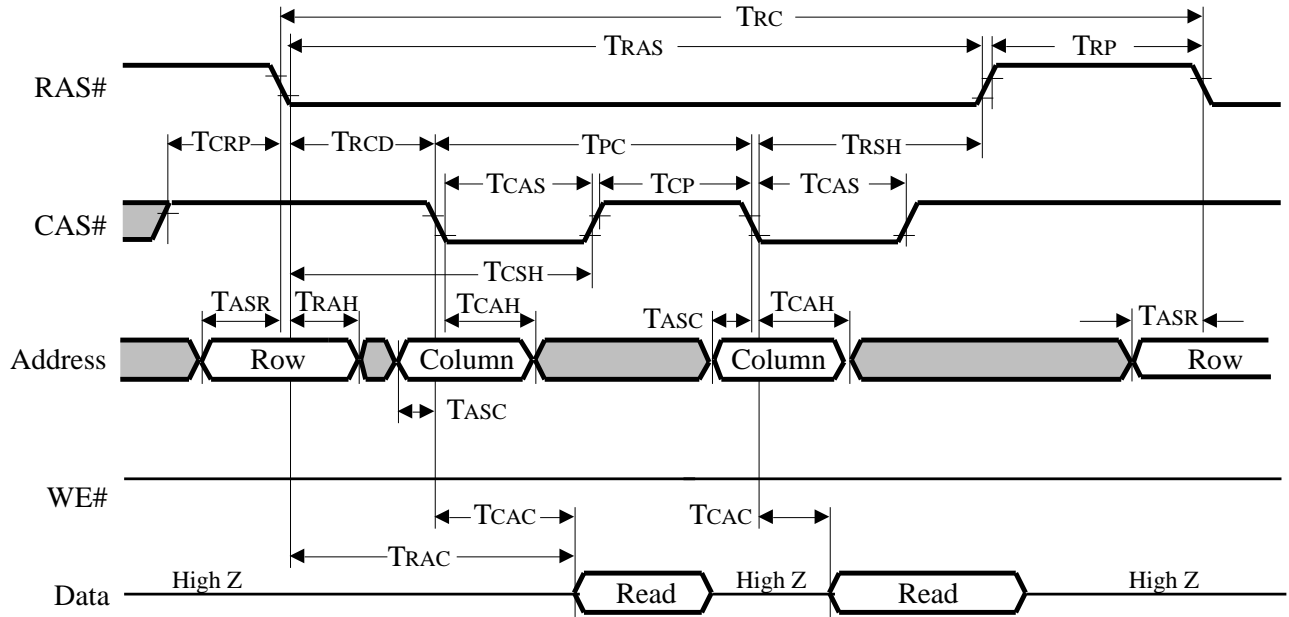 TRC
TRAS TRP
RAS#
TCRP TRCD TPC TRSH
TCAS TCP TCAS
CAS#
TCSH
TASR TRAH TCAH TASC TCAH TASR
Address Row Column Column Row
TASC
WE#
TCAC TCAC
TRAC
High Z High Z High Z
Data Read Read